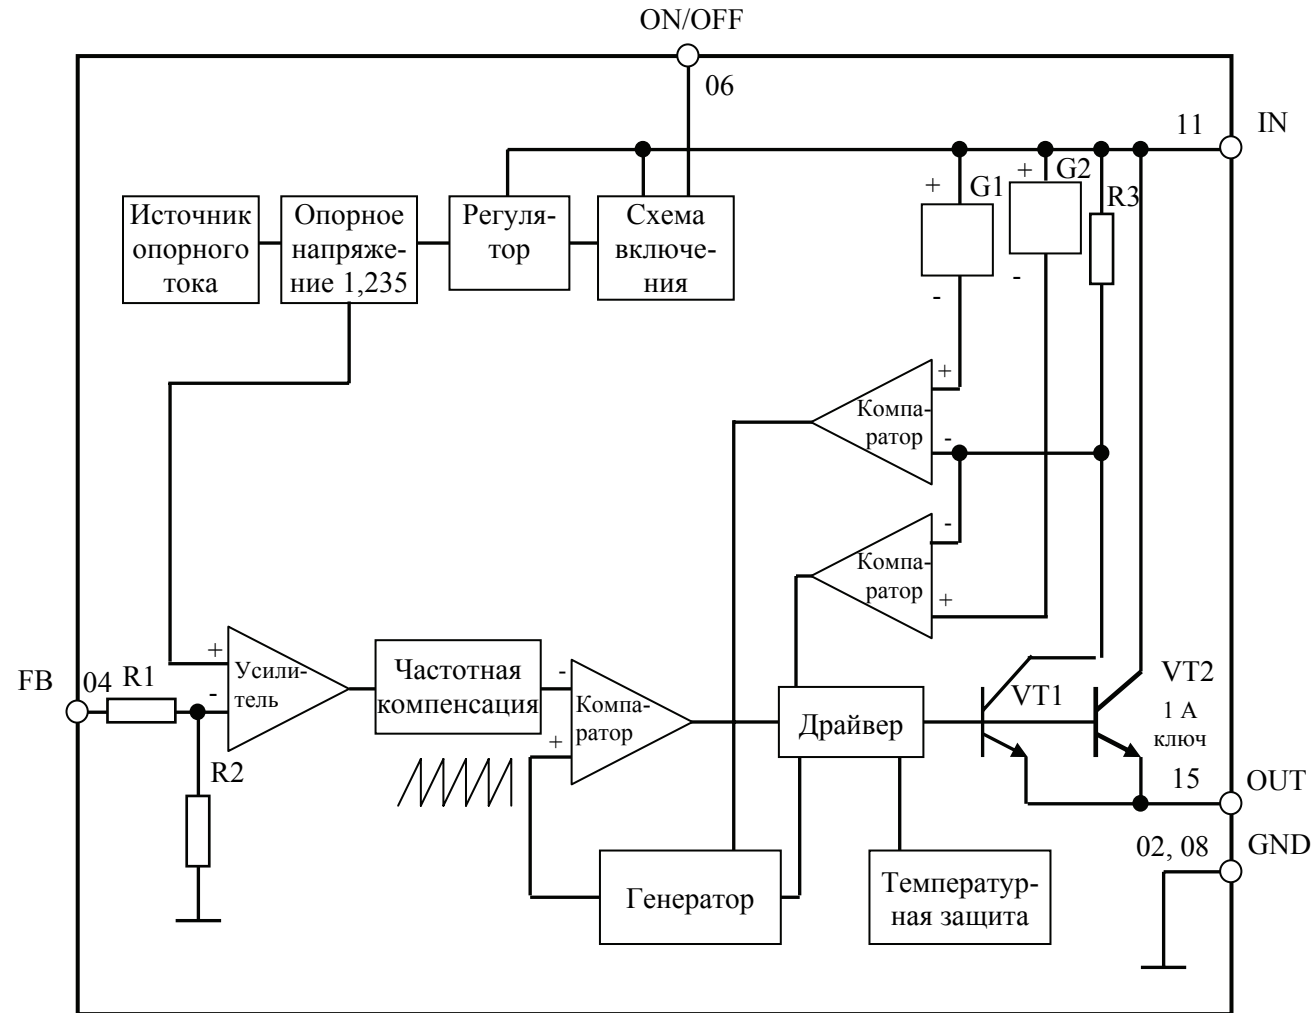 ON/OFF
06
11
IN
+
G1
+
G2
R3
Источник
опорного
тока
Опорное
напряже-
ние 1,235
Регуля-
тор
Схема
включе-
ния
-
-
+
Компа-
ратор
-
-
Компа-
ратор
+
FB
04
R1
+
-
Усили-
тель
Частотная
компенсация
-
Компа-
ратор
+
Драйвер
VT1
VT2
1 А
ключ
R2
15
OUT
02, 08
GND
Генератор
Температур-
ная защита